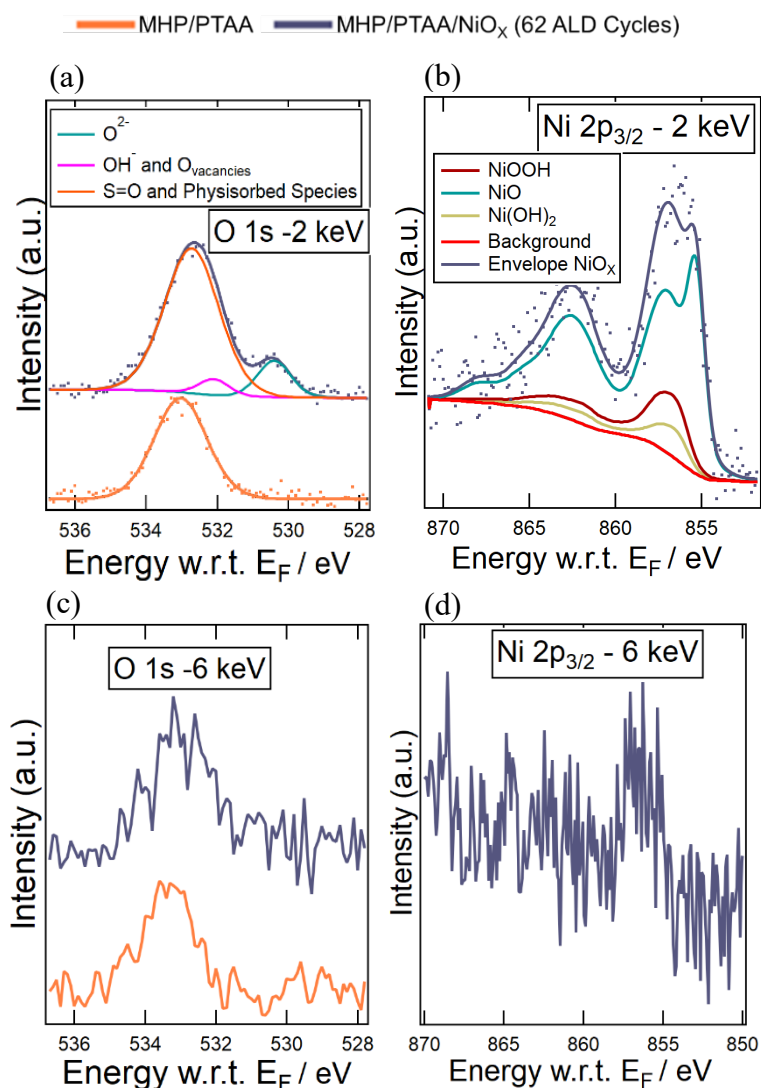 MHP/PTAA MHP/PTAA/NiOX (62 ALD Cycles)
(a)
O2-
OH- and Ovacancies
S=O and Physisorbed Species
O 1s -2 keV
Intensity (a.u.)
536 534 532 530 528
Energy w.r.t. EF / eV
(b)
Ni 2p3/2 - 2 keV
NiOOH
NiO
Ni(OH)2
Background
Envelope NiOX
Intensity (a.u.)
870 865 860 855
Energy w.r.t. EF / eV
(c)
O 1s -6 keV
Intensity (a.u.)
536 534 532 530 528
Energy w.r.t. EF / eV
(d)
Ni 2p3/2 - 6 keV
Intensity (a.u.)
870 865 860 855 850
Energy w.r.t. EF / eV